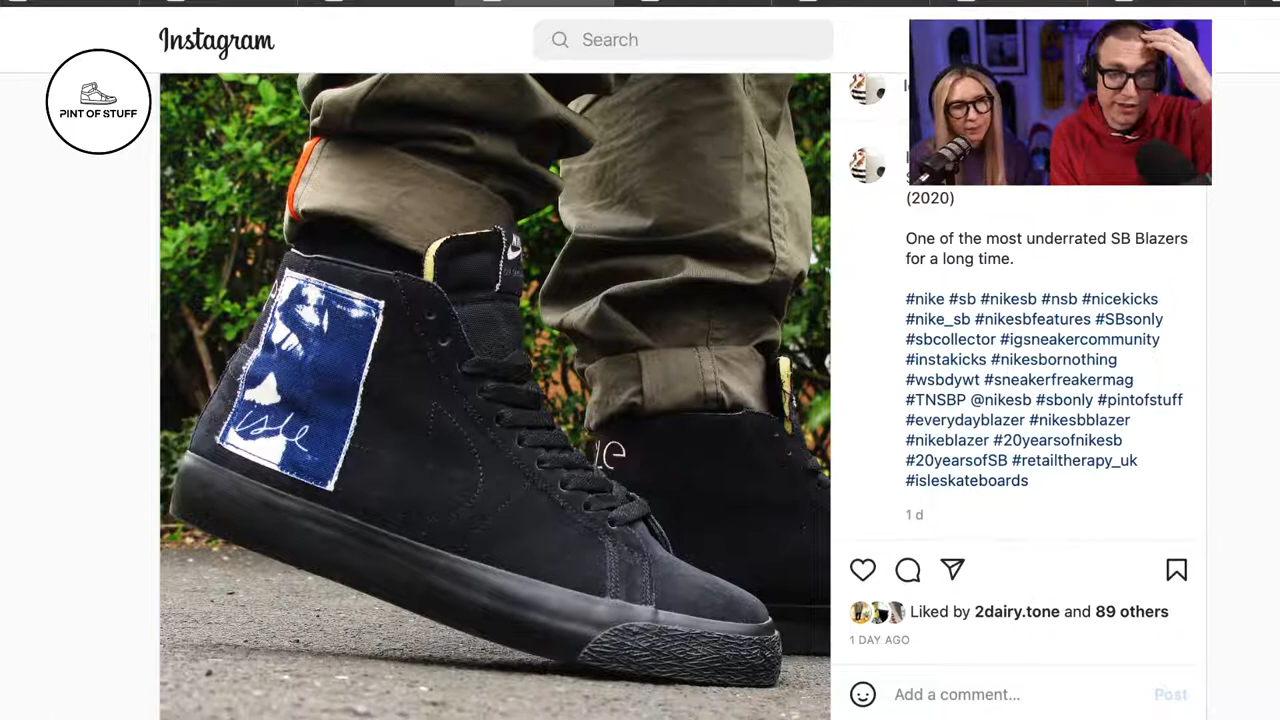 Instagram
Search
PINT OF STUFF
(2020)
One of the most underrated SB Blazers
for a long time.
#nike #sb #nikesb #nsb #nicekicks
#nike_sb #nikesbfeatures #SBsonly
#sbcollector #igsneakercommunity
#instakicks #nikesbornothing
#wsbdywt #sneakerfreakermag
#TNSBP @nikesb #sbonly #pintofstuff
#everydayblazer #nikesbblazer
#nikeblazer #20yearsofnikesb
#20yearsofSB #retailtherapy_uk
#isleskateboards
1 d
isle
Liked by 2dairy.tone and 89 others
1 DAY AGO
Add a comment...
Post